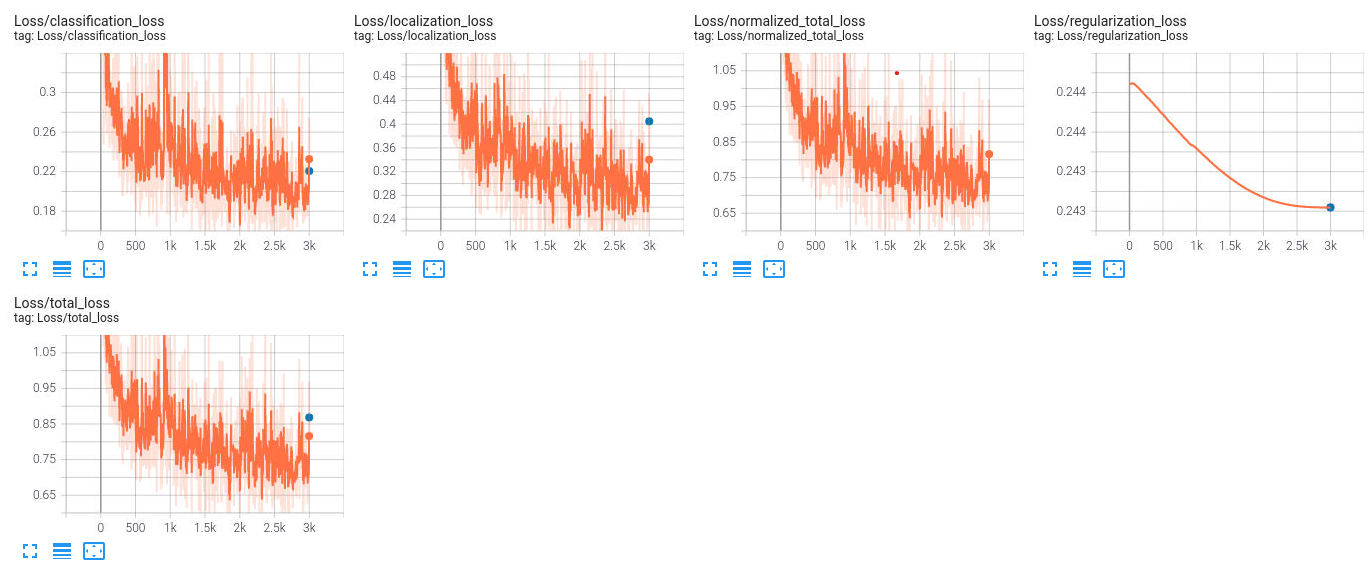 Loss/classification_loss
tag: Loss/classification_loss
0.3
0.26
0.22
0.18
0 500 1k 1.5k 2k 2.5k 3k
Loss/localization_loss
tag: Loss/localization_loss
0.48
0.44
0.4
0.36
0.32
0.28
0.24
0 500 1k 1.5k 2k 2.5k 3k
Loss/normalized_total_loss
tag: Loss/normalized_total_loss
1.05
0.95
0.85
0.75
0.65
0 500 1k 1.5k 2k 2.5k 3k
Loss/regularization_loss
tag: Loss/regularization_loss
0.244
0.244
0.243
0.243
0 500 1k 1.5k 2k 2.5k 3k
Loss/total_loss
tag: Loss/total_loss
1.05
0.95
0.85
0.75
0.65
0 500 1k 1.5k 2k 2.5k 3k